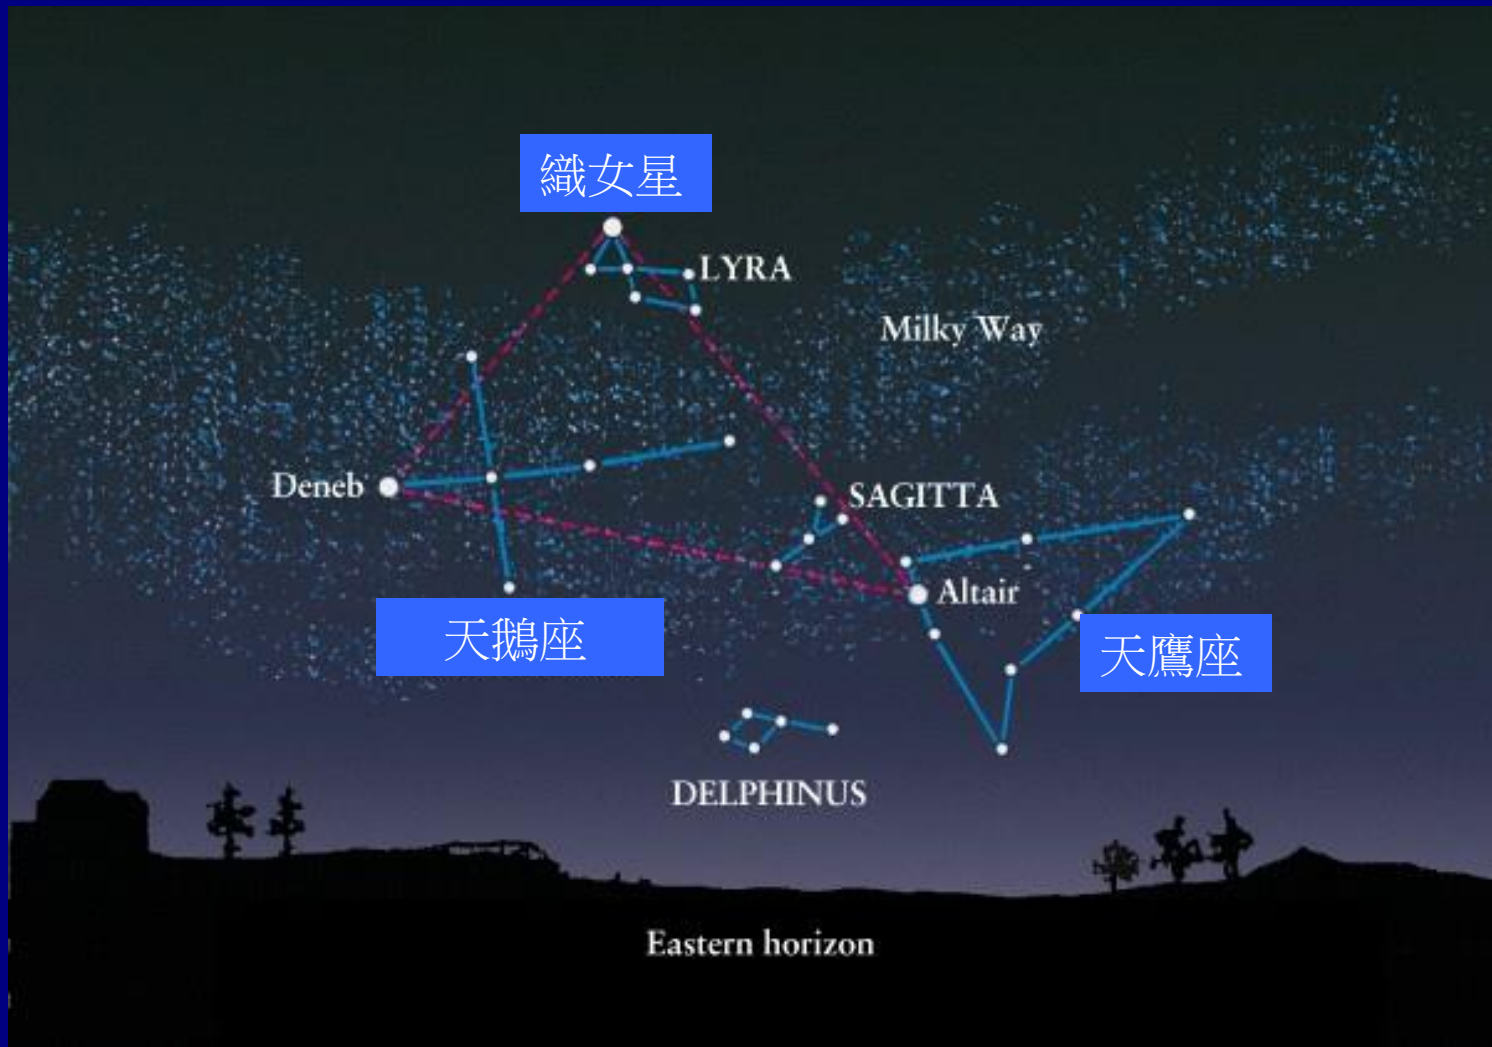 織女星
LYRA
Milky Way
Deneb
SAGITTA
Altair
天鵝座
天鷹座
DELPHINUS
Eastern horizon